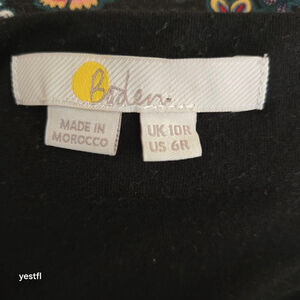 Boden
MADE IN
MOROCCO
UK 10R
US 6R
yestfl